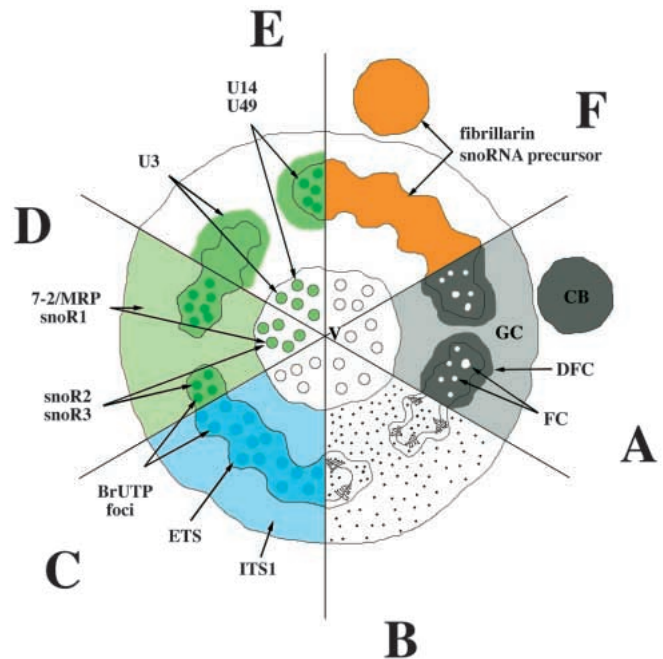 E
U14
U49
F
fibrillarin
snoRNA precursor
U3
D
7-2/MRP
snoR1
V
CB
GC
DFC
FC
snoR2
snoR3
A
BrUTP
foci
ETS
ITS1
C
B